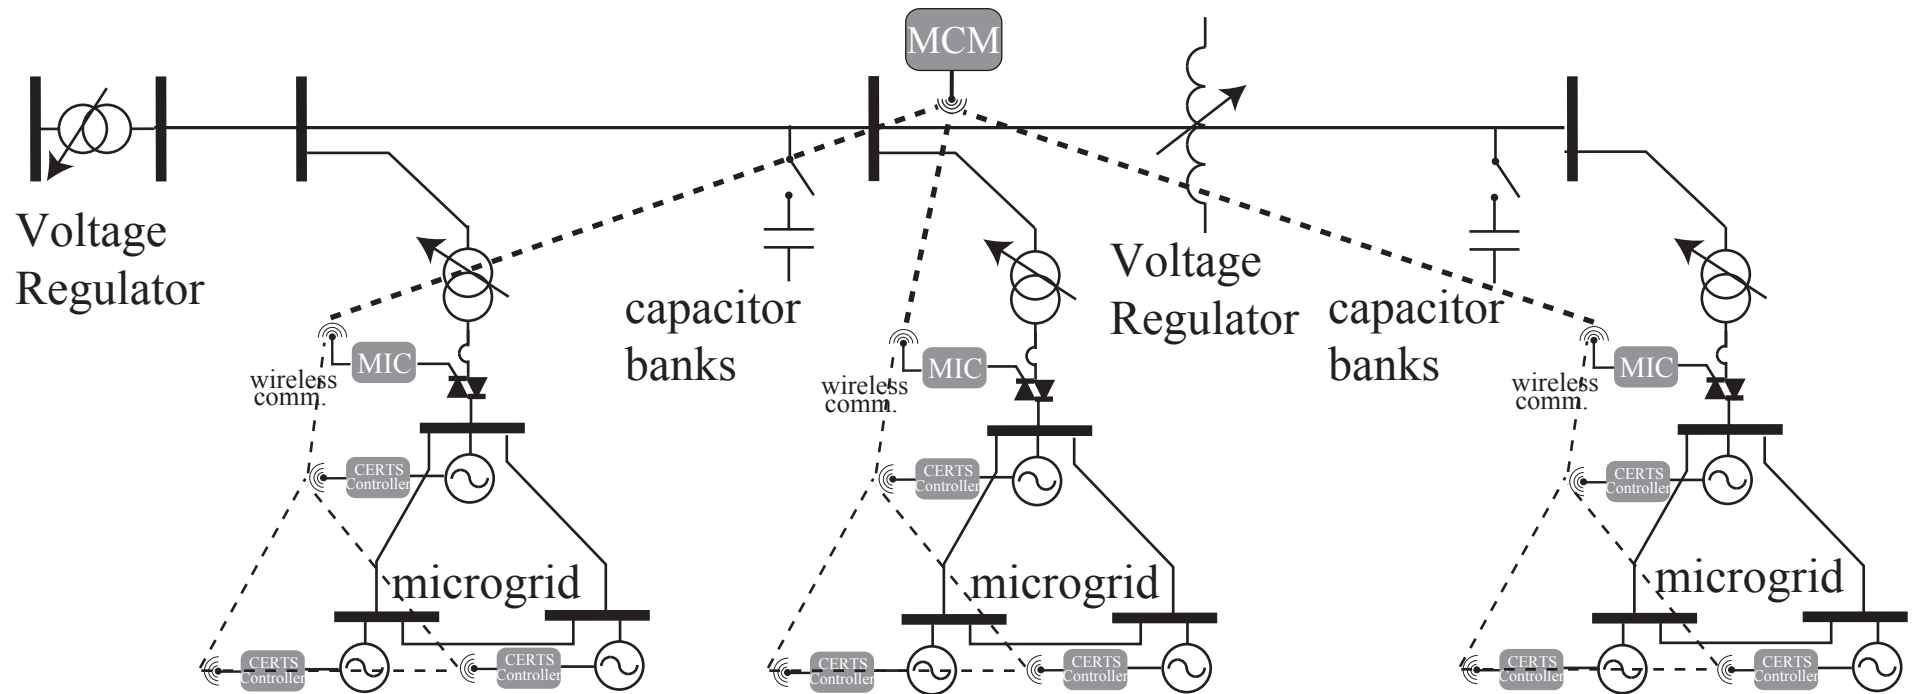 MCM
Voltage
Regulator
capacitor
banks
Voltage
Regulator
capacitor
banks
MIC
wireless
comm.
MIC
wireless
comm.
MIC
wireless
comm.
CERTS
Controller
CERTS
Controller
CERTS
Controller
microgrid
microgrid
microgrid
CERTS
Controller
CERTS
Controller
CERTS
Controller
CERTS
Controller
CERTS
Controller
CERTS
Controller